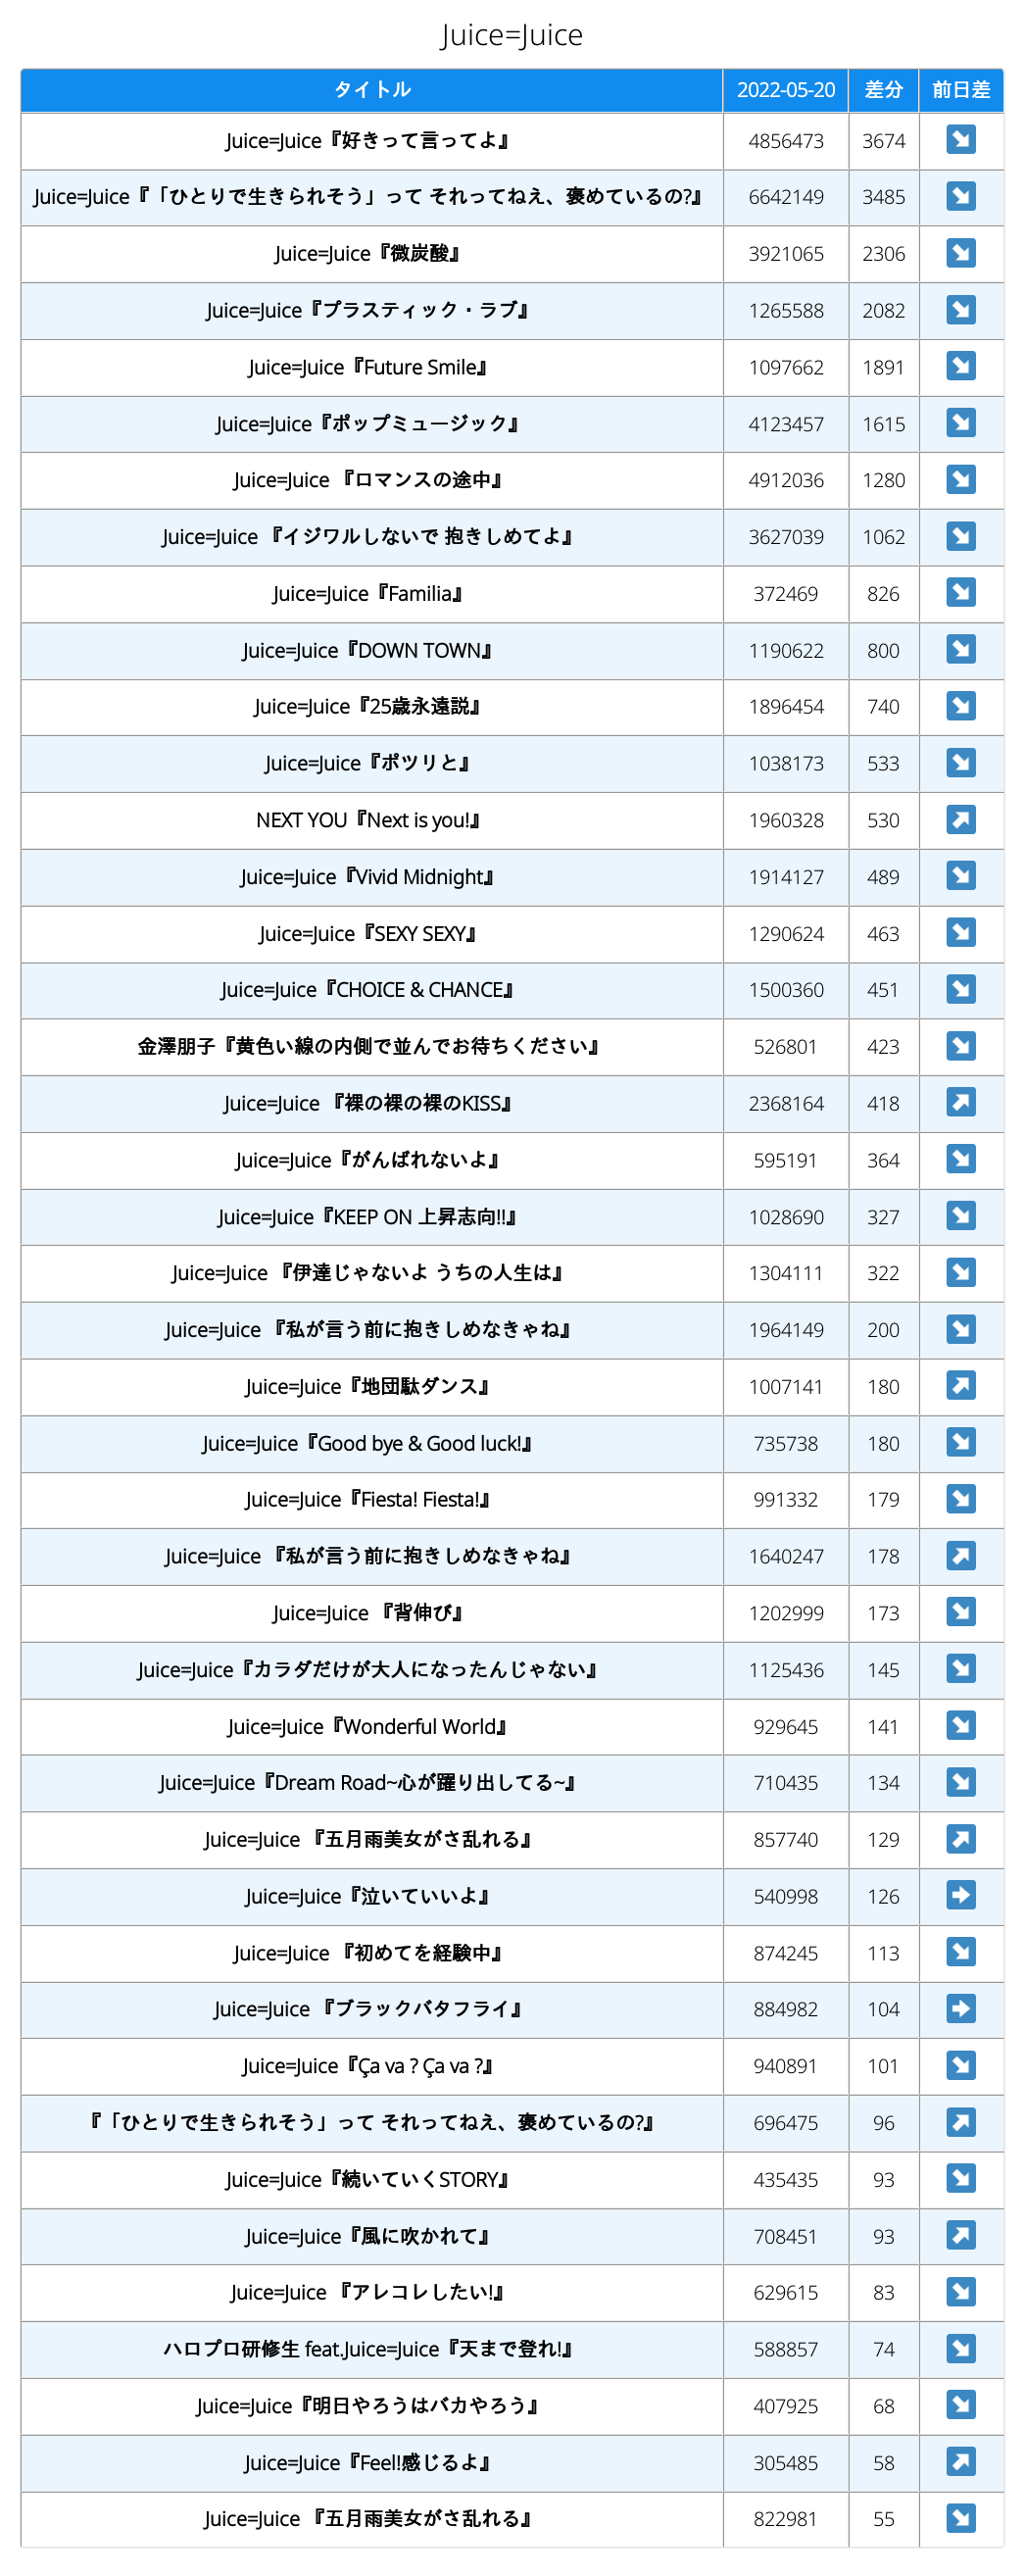 Juice=Juice
タイトル 2022-05-20 差分 前日差
Juice=Juice『好きって言ってよ』 4856473 3674 ↘
Juice=Juice『「ひとりで生きられそう」って それってねえ、褒めているの?』 6642149 3485 ↘
Juice=Juice『微炭酸』 3921065 2306 ↘
Juice=Juice『プラスティック・ラブ』 1265588 2082 ↘
Juice=Juice『Future Smile』 1097662 1891 ↘
Juice=Juice『ポップミュージック』 4123457 1615 ↘
Juice=Juice 『ロマンスの途中』 4912036 1280 ↘
Juice=Juice 『イジワルしないで 抱きしめてよ』 3627039 1062 ↘
Juice=Juice『Familia』 372469 826 ↘
Juice=Juice『DOWN TOWN』 1190622 800 ↘
Juice=Juice『25歳永遠説』 1896454 740 ↘
Juice=Juice『ポツリと』 1038173 533 ↘
NEXT YOU『Next is you!』 1960328 530 ↗
Juice=Juice『Vivid Midnight』 1914127 489 ↘
Juice=Juice『SEXY SEXY』 1290624 463 ↘
Juice=Juice『CHOICE & CHANCE』 1500360 451 ↘
金澤朋子『黄色い線の内側で並んでお待ちください』 526801 423 ↘
Juice=Juice 『裸の裸の裸のKISS』 2368164 418 ↗
Juice=Juice『がんばれないよ』 595191 364 ↘
Juice=Juice『KEEP ON 上昇志向!!』 1028690 327 ↘
Juice=Juice 『伊達じゃないよ うちの人生は』 1304111 322 ↘
Juice=Juice 『私が言う前に抱きしめなきゃね』 1964149 200 ↘
Juice=Juice『地団駄ダンス』 1007141 180 ↗
Juice=Juice『Good bye & Good luck!』 735738 180 ↘
Juice=Juice『Fiesta! Fiesta!』 991332 179 ↘
Juice=Juice 『私が言う前に抱きしめなきゃね』 1640247 178 ↗
Juice=Juice 『背伸び』 1202999 173 ↘
Juice=Juice『カラダだけが大人になったんじゃない』 1125436 145 ↘
Juice=Juice『Wonderful World』 929645 141 ↘
Juice=Juice『Dream Road~心が躍り出してる~』 710435 134 ↘
Juice=Juice 『五月雨美女がさ乱れる』 857740 129 ↗
Juice=Juice『泣いていいよ』 540998 126 ➡
Juice=Juice 『初めてを経験中』 874245 113 ↘
Juice=Juice 『ブラックバタフライ』 884982 104 ➡
Juice=Juice『Ça va ? Ça va ?』 940891 101 ↘
『「ひとりで生きられそう」って それってねえ、褒めているの?』 696475 96 ↗
Juice=Juice『続いていくSTORY』 435435 93 ↘
Juice=Juice『風に吹かれて』 708451 93 ↗
Juice=Juice 『アレコレしたい!』 629615 83 ↘
ハロプロ研修生 feat.Juice=Juice『天まで登れ!』 588857 74 ↘
Juice=Juice『明日やろうはバカやろう』 407925 68 ↘
Juice=Juice『Feel!感じるよ』 305485 58 ↗
Juice=Juice 『五月雨美女がさ乱れる』 822981 55 ↘